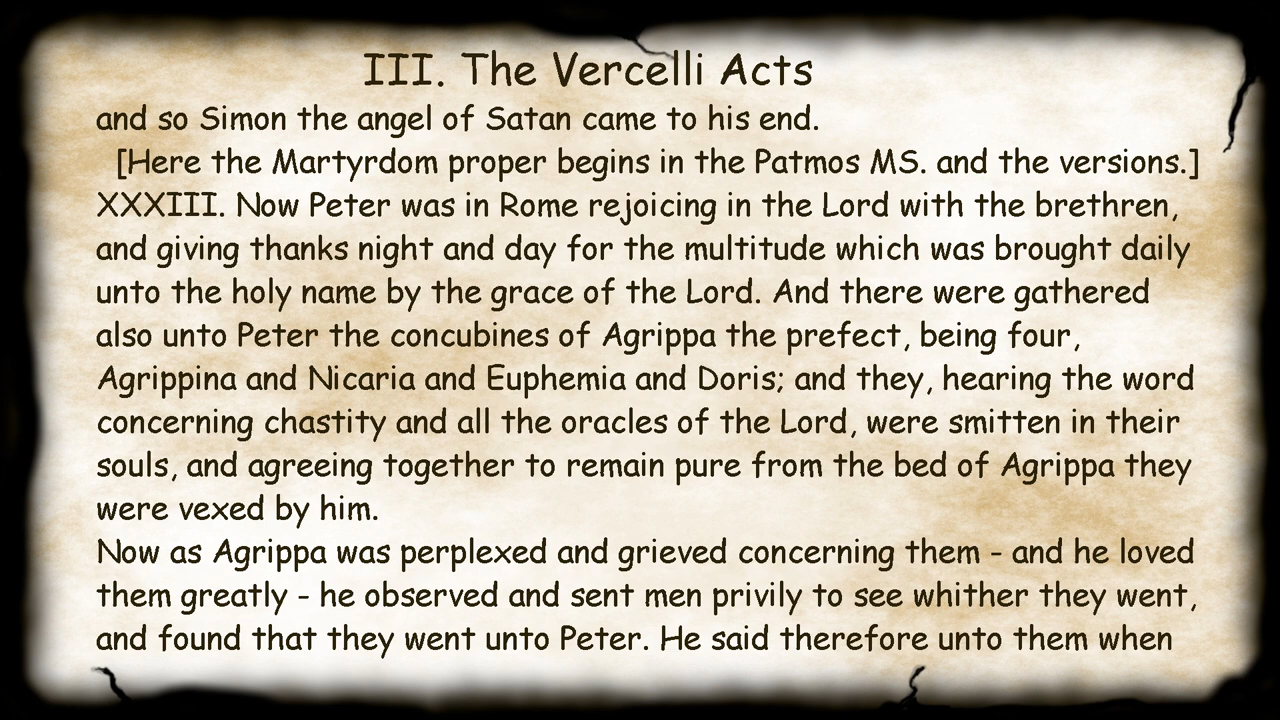 III. The Vercelli Acts
and so Simon the angel of Satan came to his end.
[Here the Martyrdom proper begins in the Patmos MS. and the versions.]
XXXIII. Now Peter was in Rome rejoicing in the Lord with the brethren,
and giving thanks night and day for the multitude which was brought daily
unto the holy name by the grace of the Lord. And there were gathered
also unto Peter the concubines of Agrippa the prefect, being four,
Agrippina and Nicaria and Euphemia and Doris; and they, hearing the word
concerning chastity and all the oracles of the Lord, were smitten in their
souls, and agreeing together to remain pure from the bed of Agrippa they
were vexed by him.
Now as Agrippa was perplexed and grieved concerning them - and he loved
them greatly - he observed and sent men privily to see whither they went,
and found that they went unto Peter. He said therefore unto them when